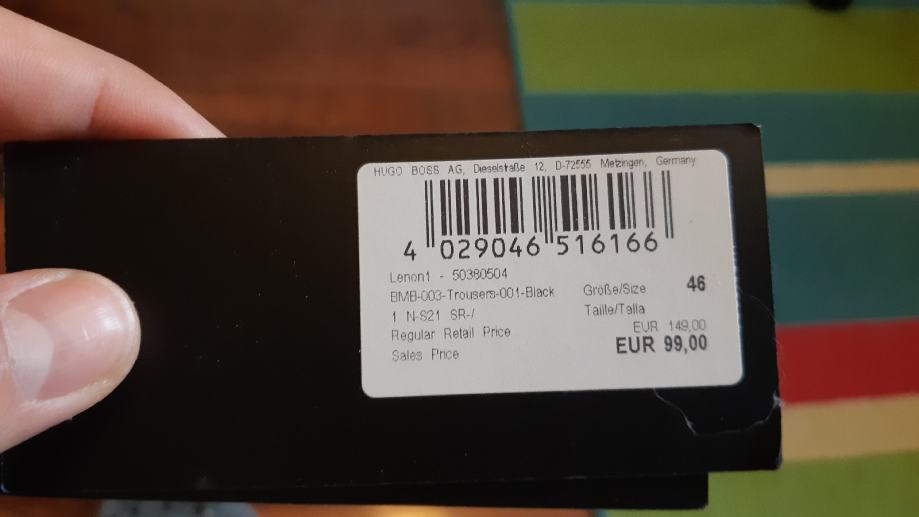 HUGO BOSS AG, Dieselstraße 12, D-72555 Metzingen, Germany
4 029046 516166
Lenon1 - 50380504
BMB-003-Trousers-001-Black
Größe/Size 46
1 N-S21 SR-/
Taille/Talla
Regular Retail Price EUR 149,00
Sales Price EUR 99,00